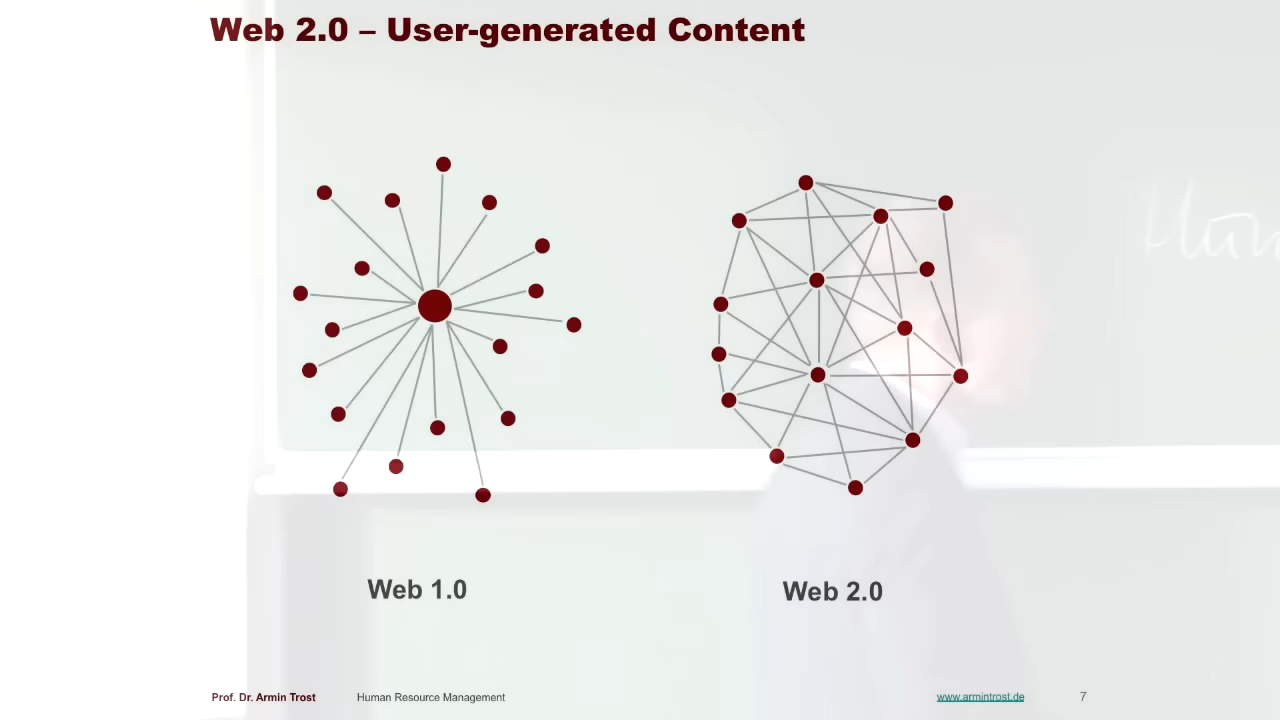 Web 2.0 – User-generated Content
Web 1.0
Web 2.0
Prof. Dr. Armin Trost
Human Resource Management
www.armintrost.de
7